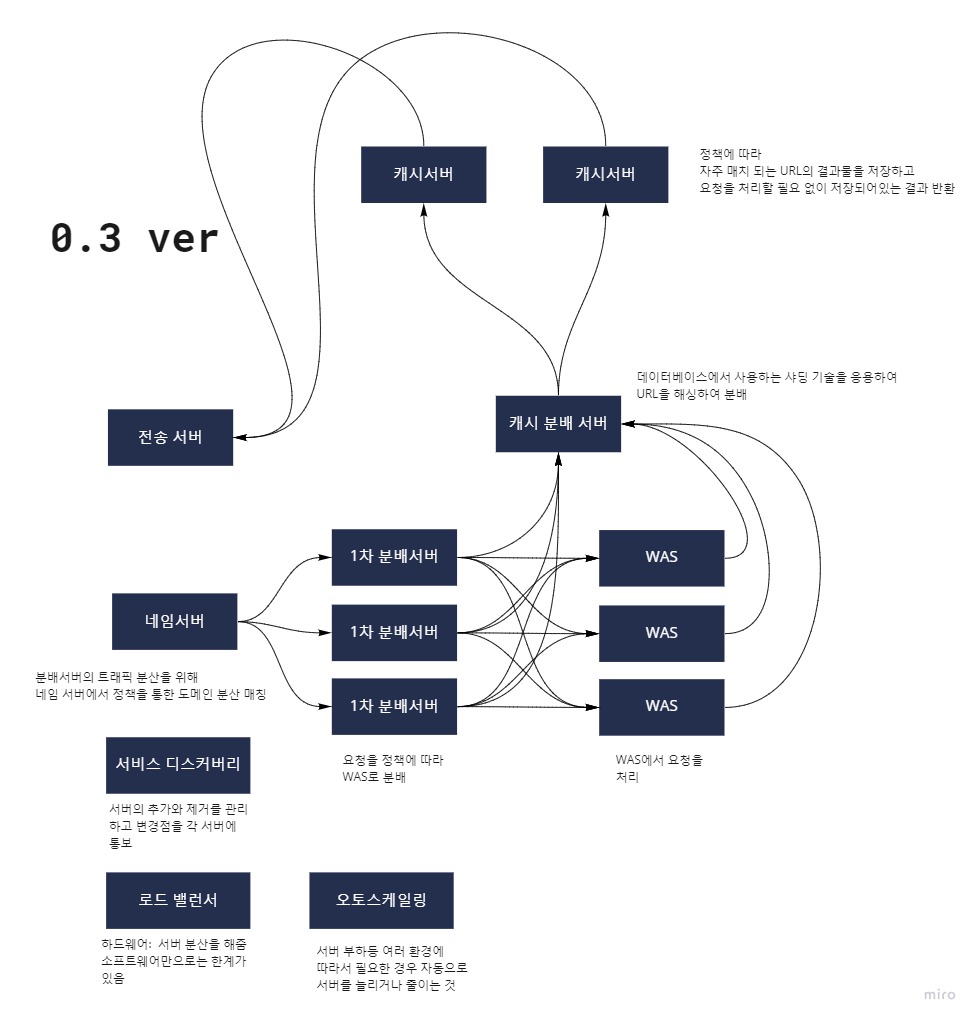 캐시서버
캐시서버
정책에 따라
자주 매치 되는 URL의 결과물을 저장하고
요청을 처리할 필요 없이 저장되어있는 결과 반환
0.3 ver
데이터베이스에서 사용하는 샤딩 기술을 응용하여
URL을 해싱하여 분배
전송 서버
캐시 분배 서버
1차 분배서버
WAS
네임서버
1차 분배서버
WAS
분배서버의 트래픽 분산을 위해
네임 서버에서 정책을 통한 도메인 분산 매칭
1차 분배서버
WAS
요청을 정책에 따라
WAS로 분배
WAS에서 요청을
처리
서비스 디스커버리
서버의 추가와 제거를 관리
하고 변경점을 각 서버에
통보
로드 밸런서
하드웨어: 서버 분산을 해줌
소프트웨어만으로는 한계가
있음
오토스케일링
서버 부하등 여러 환경에
따라서 필요한 경우 자동으로
서버를 늘리거나 줄이는 것
miro